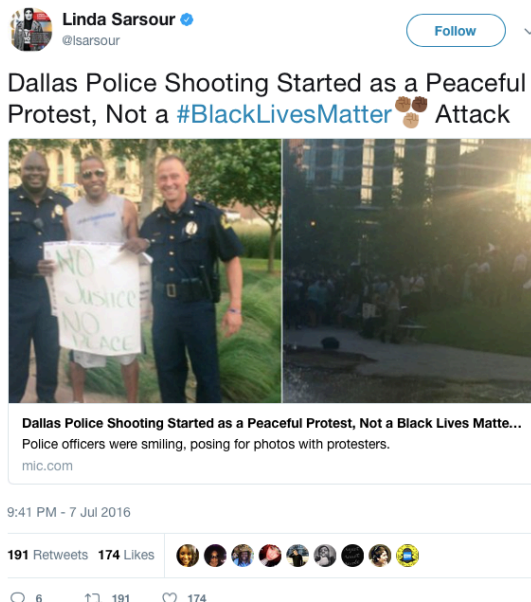 Linda Sarsour
@lsarsour
Follow
Dallas Police Shooting Started as a Peaceful
Protest, Not a #BlackLivesMatter Attack
NO
Justice
NO
PEACE
Dallas Police Shooting Started as a Peaceful Protest, Not a Black Lives Matte...
Police officers were smiling, posing for photos with protesters.
mic.com
9:41 PM - 7 Jul 2016
191 Retweets 174 Likes
6 191 174